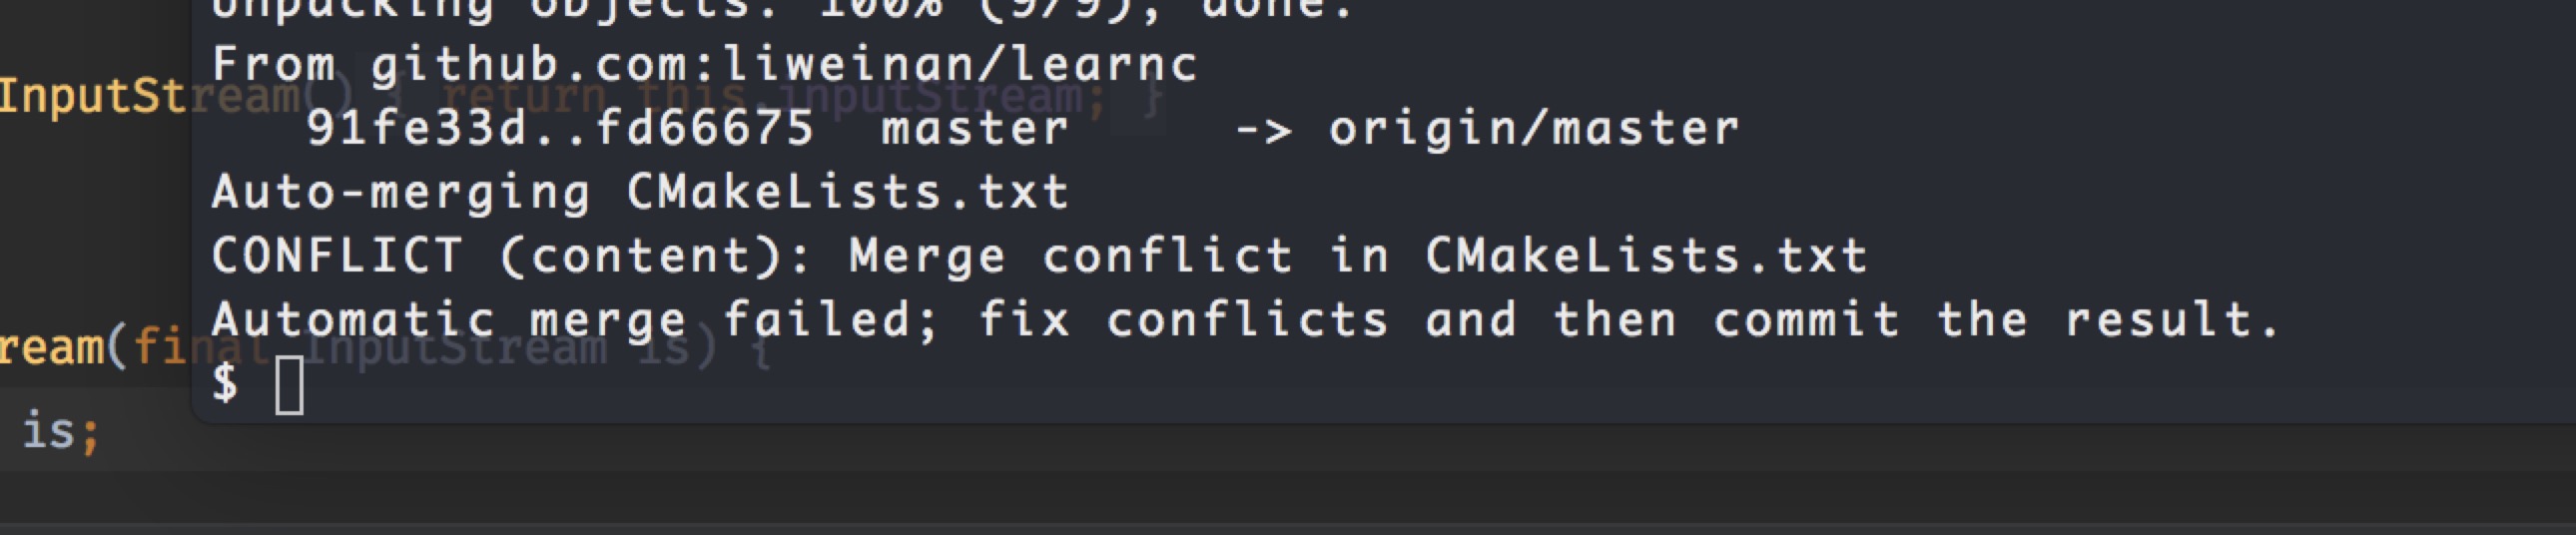 Unpacking objects: 100% (9/9), done.
From github.com:liweinan/learnc
InputStream() { return this.inputStream; }
   91fe33d..fd66675  master     -> origin/master
Auto-merging CMakeLists.txt
CONFLICT (content): Merge conflict in CMakeLists.txt
Automatic merge failed; fix conflicts and then commit the result.
ream(final InputStream is) {
$
is;